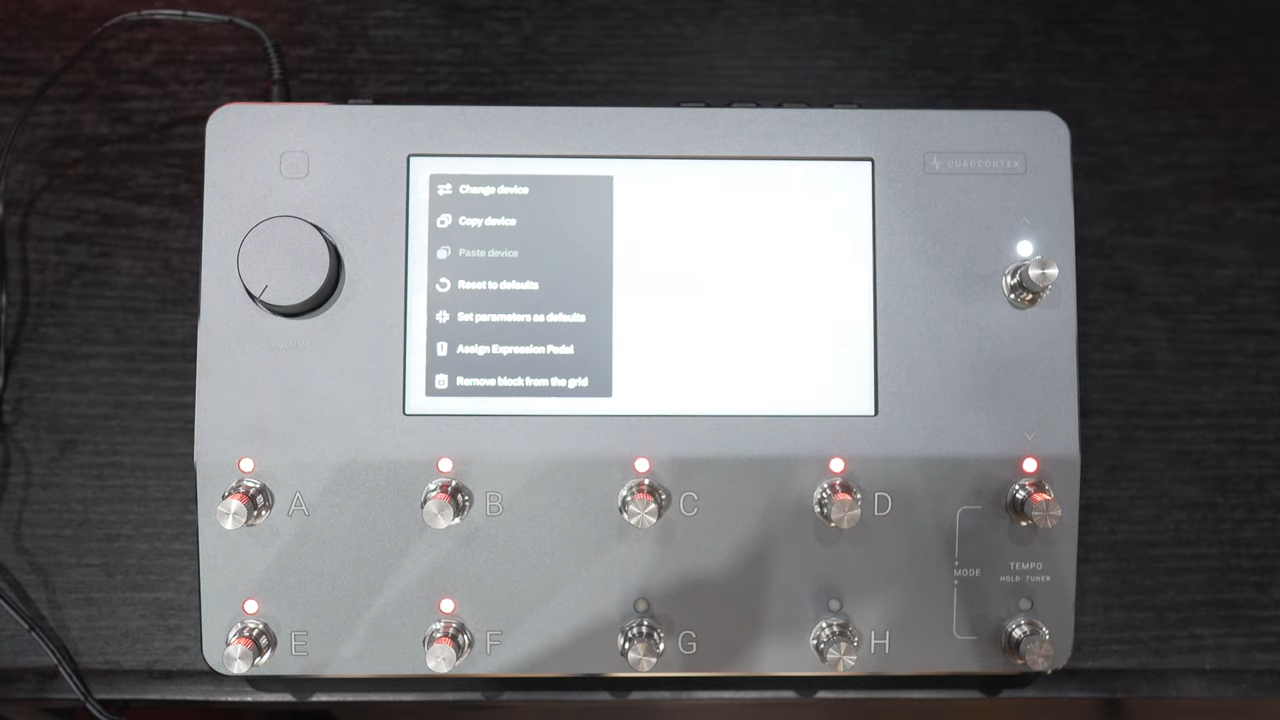 QUADCORTEX
Change device
Copy device
Paste device
Reset to defaults
Set parameters as defaults
Assign Expression Pedal
Remove block from the grid
VOLUME
A
B
C
D
MODE
TEMPO
HOLD: TUNER
E
F
G
H